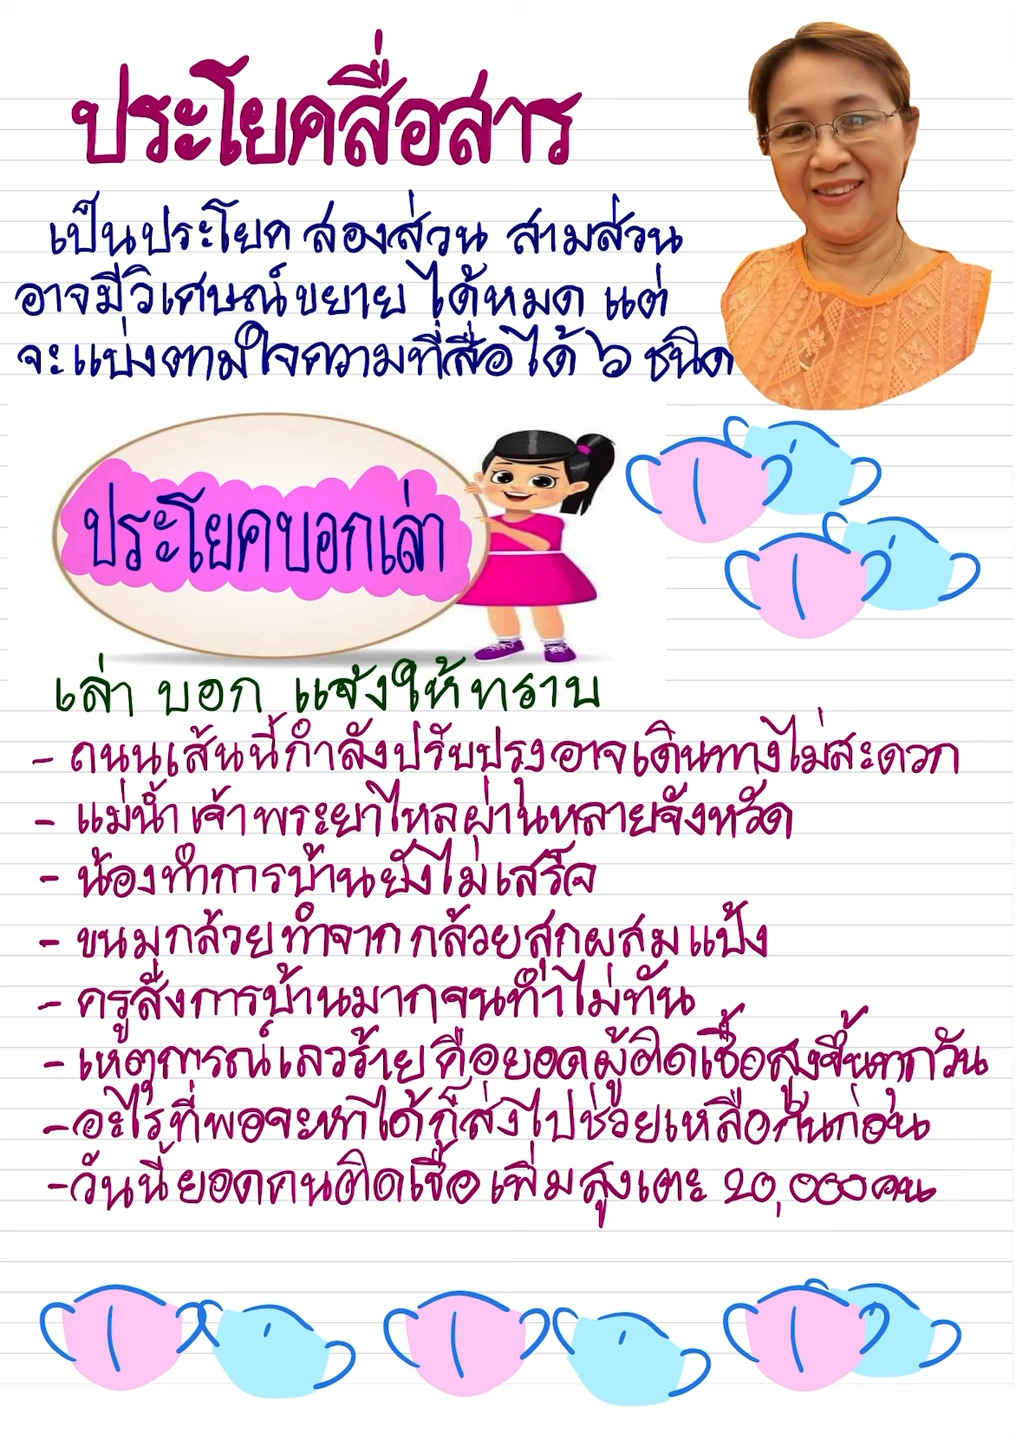 ประโยคสื่อสาร
เป็นประโยค สองส่วน สามส่วน
อาจมีวิเศษณ์ขยาย ได้หมด แต่
จะแบ่งตามใจความที่สื่อได้ ๖ ชนิด
ประโยคบอกเล่า
เล่า บอก แจ้งให้ทราบ
- ถนนเส้นนี้กำลังปรับปรุงอาจเดินทางไม่สะดวก
- แม่น้ำเจ้าพระยาไหลผ่านหลายจังหวัด
- น้องทำการบ้านยังไม่เสร็จ
- ขนมกล้วยทำจากกล้วยสุกผสมแป้ง
- ครูสั่งการบ้านมากจนทำไม่ทัน
- เหตุการณ์เลวร้ายคือยอดผู้ติดเชื้อสูงขึ้นทุกวัน
- อะไรที่พอจะหาได้ก็ส่งไปช่วยเหลือกันก่อน
- วันนี้ยอดคนติดเชื้อเพิ่มสูงเตะ 20,000 คน